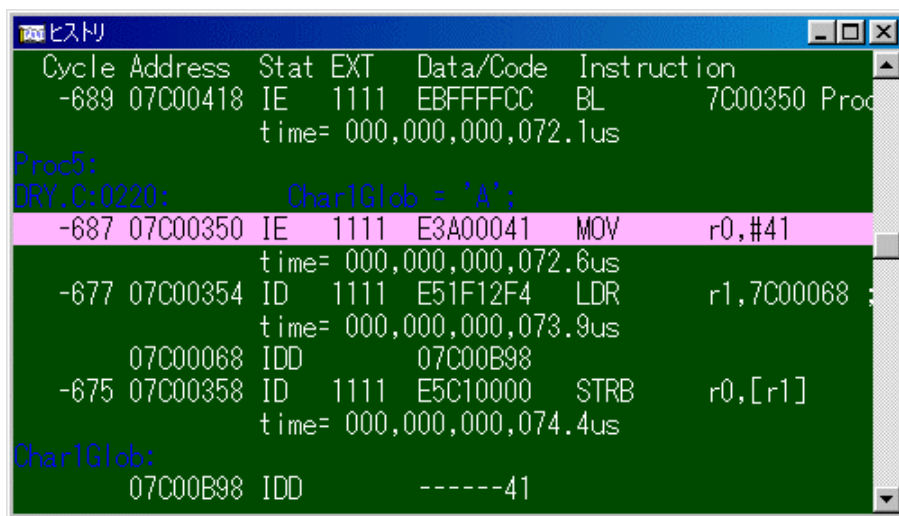 ヒストリ
Cycle Address Stat EXT Data/Code Instruction
-689 07C00418 IE 1111 EBFFFFCC BL 7C00350 Proc
time= 000,000,000,072.1us
Proc5:
DRY.C:0220: Char1Glob = 'A';
-687 07C00350 IE 1111 E3A00041 MOV r0,#41
time= 000,000,000,072.6us
-677 07C00354 ID 1111 E51F12F4 LDR r1,7C00068 ;
time= 000,000,000,073.9us
07C00068 IDD 07C00B98
-675 07C00358 ID 1111 E5C10000 STRB r0,[r1]
time= 000,000,000,074.4us
Char1Glob:
07C00B98 IDD ------41